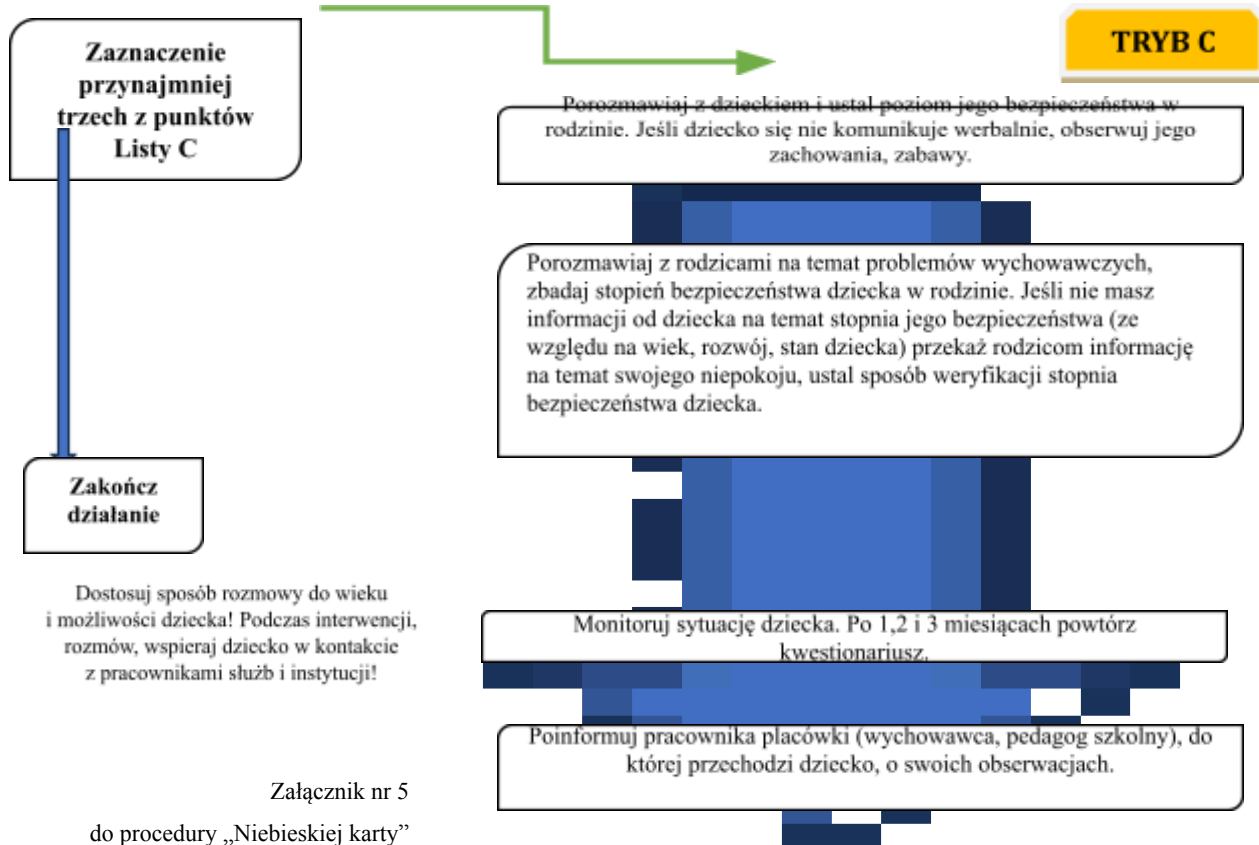 Zaznaczenie
przynajmniej
trzech z punktów
Listy C
TRYB C
Porozmawiaj z dzieckiem i ustal poziom jego bezpieczeństwa w
rodzinie. Jeśli dziecko się nie komunikuje werbalnie, obserwuj jego
zachowania, zabawy.
Porozmawiaj z rodzicami na temat problemów wychowawczych,
zbadaj stopień bezpieczeństwa dziecka w rodzinie. Jeśli nie masz
informacji od dziecka na temat stopnia jego bezpieczeństwa (ze
względu na wiek, rozwój, stan dziecka) przekaż rodzicom informację
na temat swojego niepokoju, ustal sposób weryfikacji stopnia
bezpieczeństwa dziecka.
Zakończ
działanie
Dostosuj sposób rozmowy do wieku
i możliwości dziecka! Podczas interwencji,
rozmów, wspieraj dziecko w kontakcie
z pracownikami służb i instytucji!
Monitoruj sytuację dziecka. Po 1,2 i 3 miesiącach powtórz
kwestionariusz.
Poinformuj pracownika placówki (wychowawca, pedagog szkolny), do
której przechodzi dziecko, o swoich obserwacjach.
Załącznik nr 5
do procedury „Niebieskiej karty”